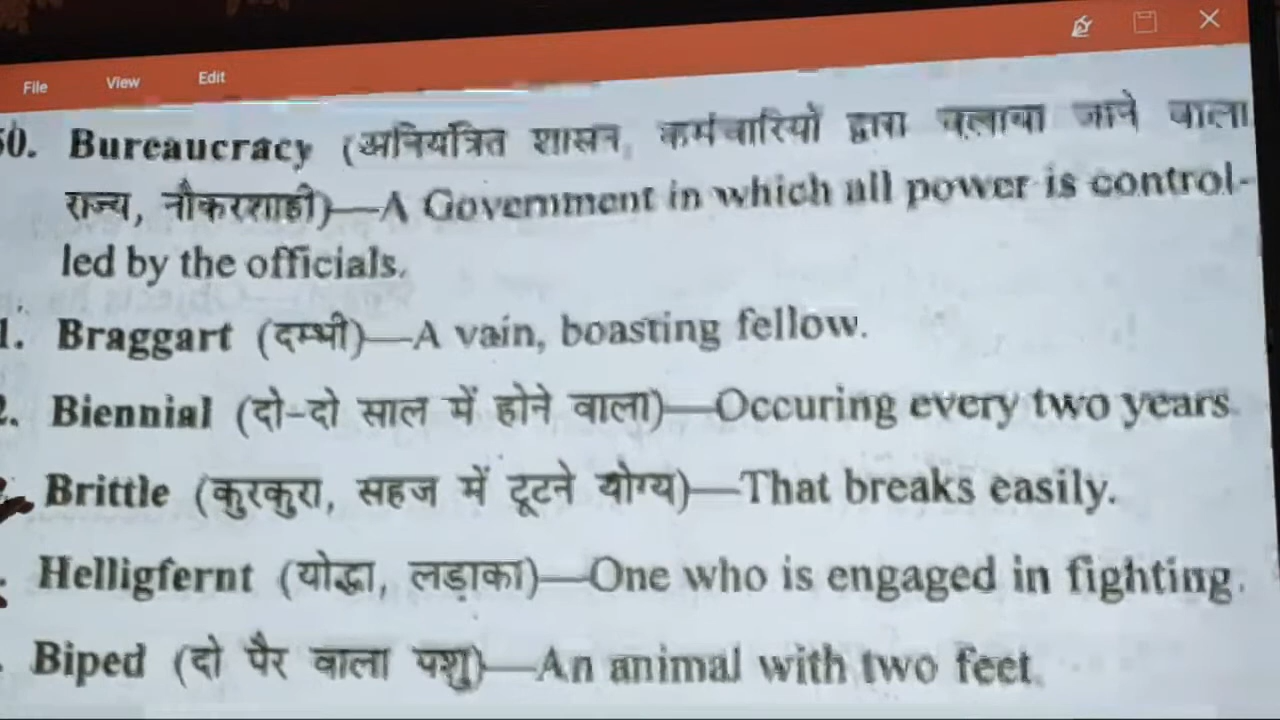 File View Edit
50. Bureaucracy (अनियंत्रित शासन, कर्मचारियों द्वारा चलाया जाने वाला
राज्य, नौकरशाही)—A Government in which all power is control-
led by the officials.
1. Braggart (दम्भी)—A vain, boasting fellow.
2. Biennial (दो-दो साल में होने वाला)—Occuring every two years
Brittle (कुरकुरा, सहज में टूटने योग्य)—That breaks easily.
Helligfernt (योद्धा, लड़ाका)—One who is engaged in fighting.
Biped (दो पैर वाला पशु)—An animal with two feet.